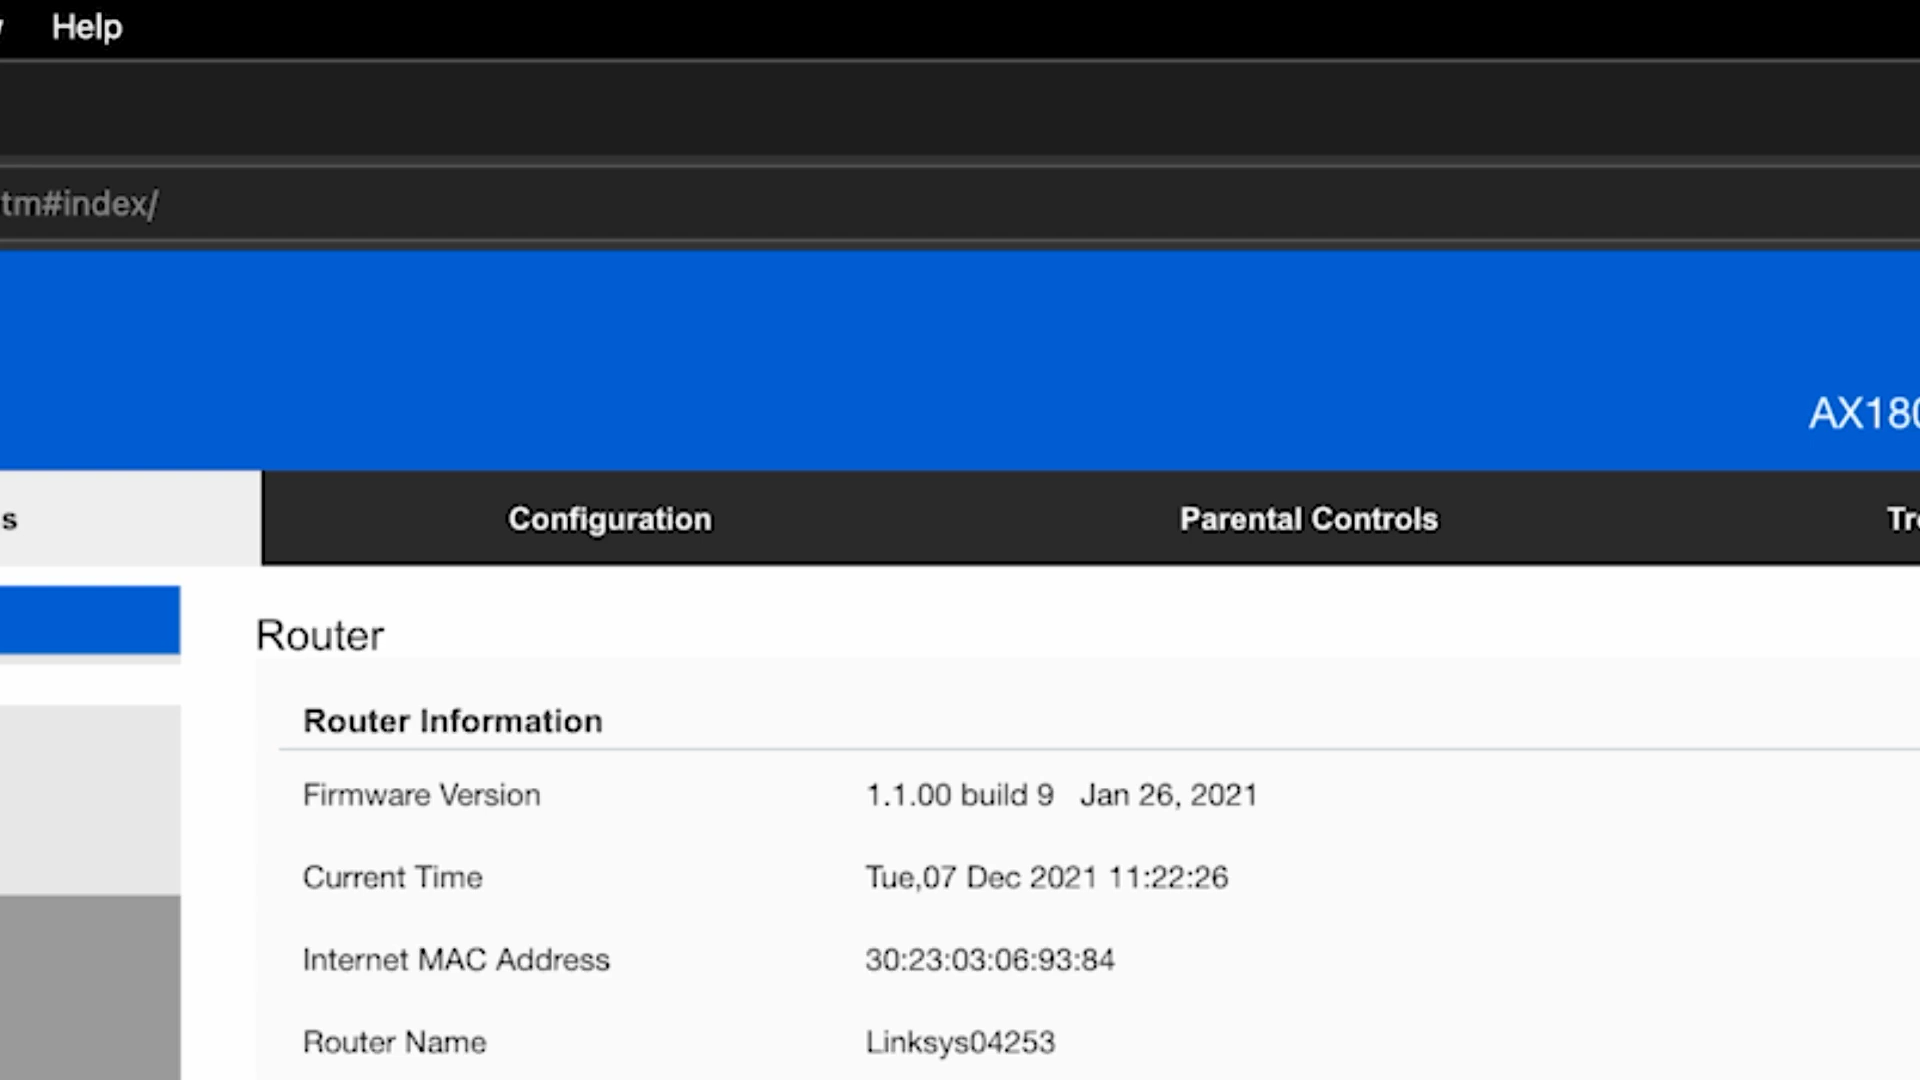 Help
tm#index/
AX180
s Configuration Parental Controls Tr
Router
Router Information
Firmware Version 1.1.00 build 9 Jan 26, 2021
Current Time Tue,07 Dec 2021 11:22:26
Internet MAC Address 30:23:03:06:93:84
Router Name Linksys04253